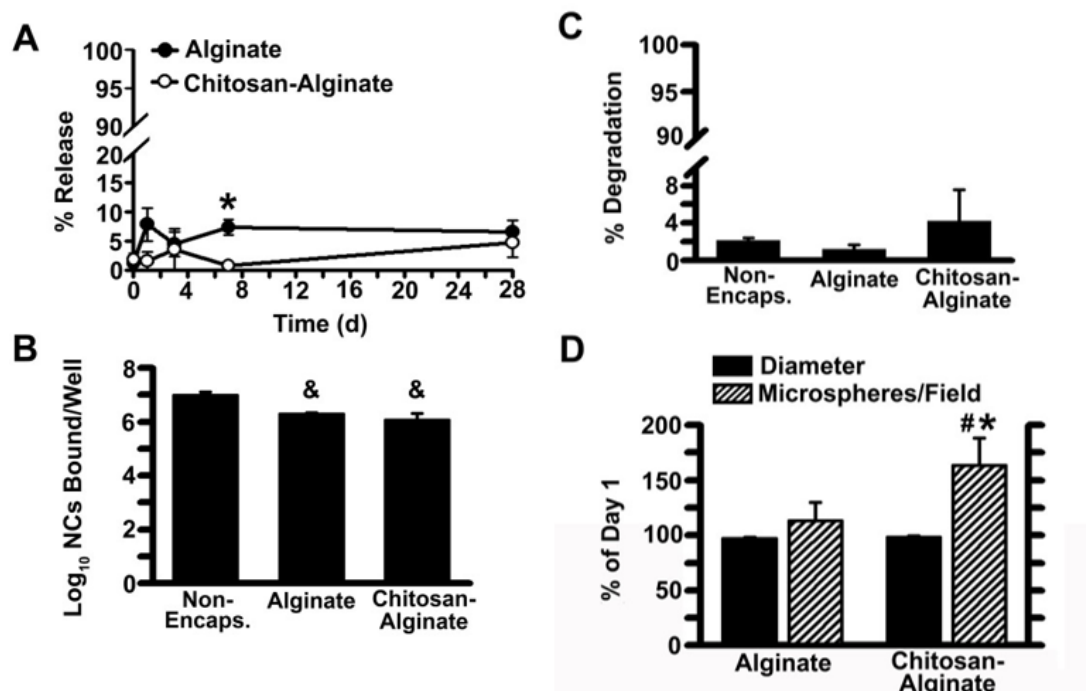 A
100
95
90
20
15
10
5
0
% Release
Alginate
Chitosan-Alginate
*
0 4 8 12 16 20 24 28
Time (d)
B
8
6
4
2
0
Log10 NCs Bound/Well
& &
Non-
Encaps.
Alginate
Chitosan-
Alginate
C
100
95
90
8
4
0
% Degradation
Non-
Encaps.
Alginate
Chitosan-
Alginate
D
Diameter
Microspheres/Field
200
150
100
50
0
% of Day 1
#*
Alginate
Chitosan-
Alginate